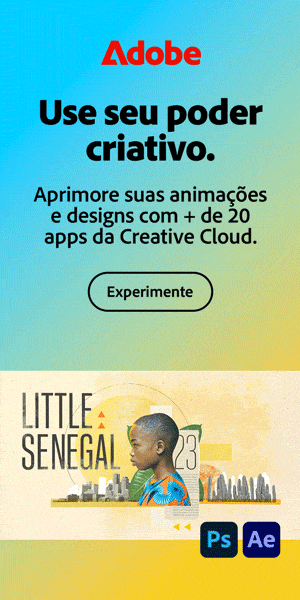 Adobe
Use seu poder
criativo.
Aprimore suas animações
e designs com + de 20
apps da Creative Cloud.
Experimente
LITTLE
SENEGAL
23
Ps Ae